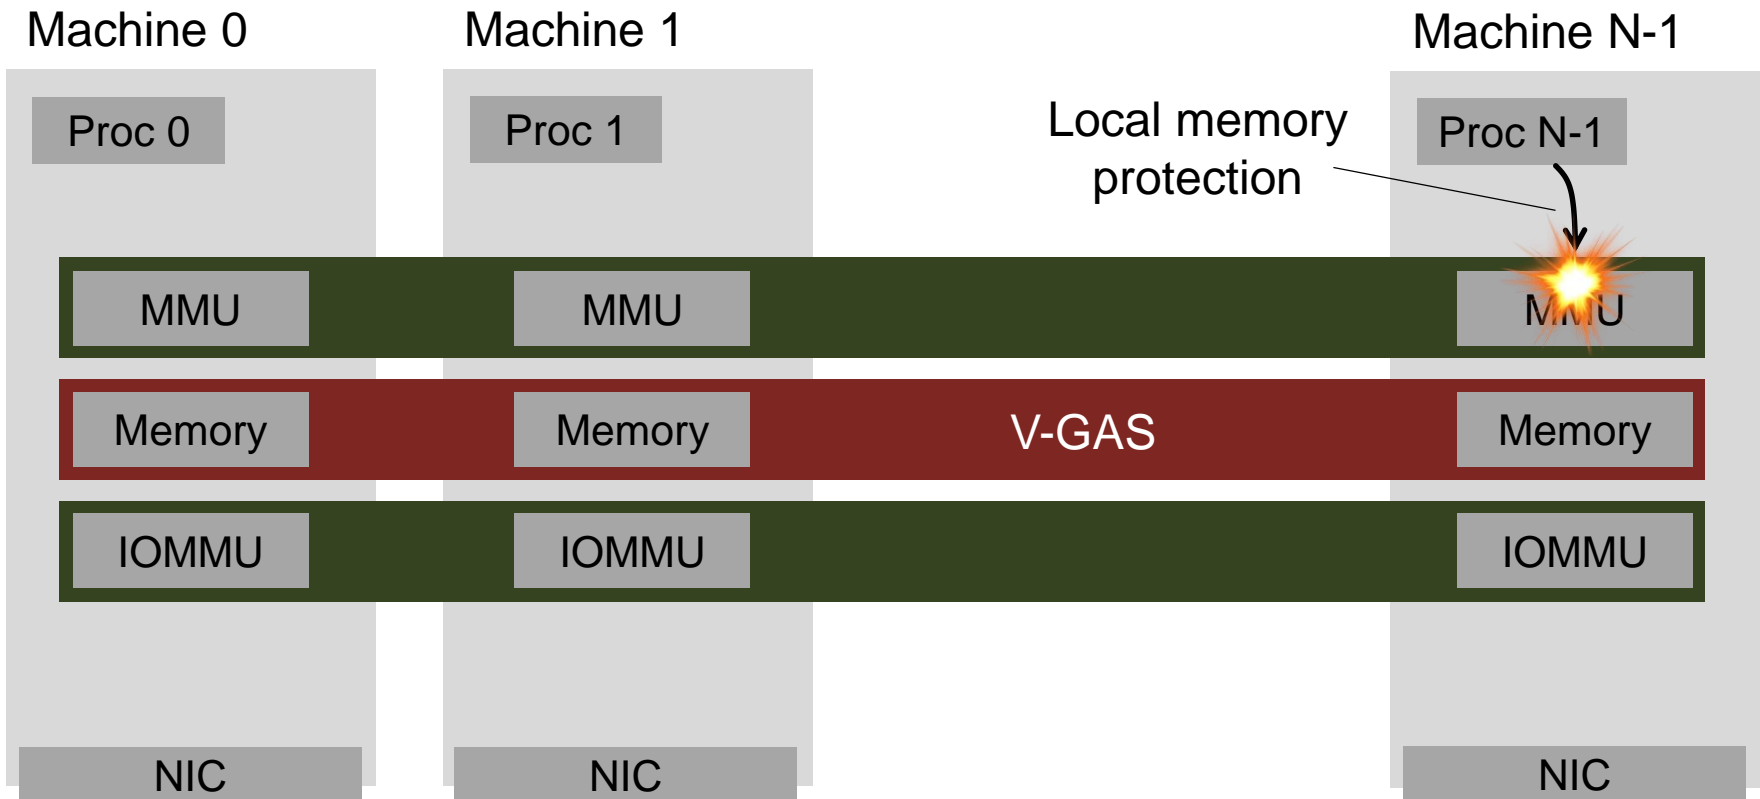 Machine 0
Machine 1
Machine N-1
Proc 0
Proc 1
Local memory
protection
Proc N-1
MMU
MMU
MMU
Memory
Memory
V-GAS
Memory
IOMMU
IOMMU
IOMMU
NIC
NIC
NIC